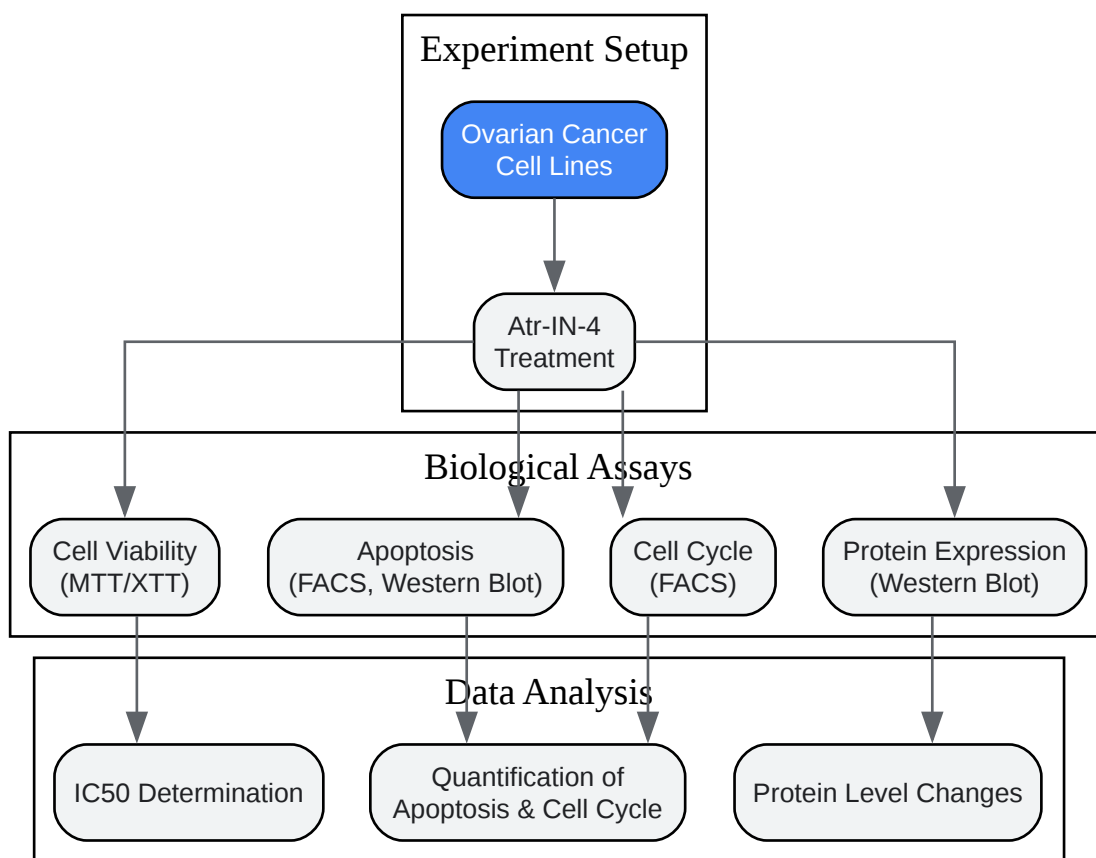 Experiment Setup
Ovarian Cancer
Cell Lines
Atr-IN-4
Treatment
Biological Assays
Cell Viability
(MTT/XTT)
Apoptosis
(FACS, Western Blot)
Cell Cycle
(FACS)
Protein Expression
(Western Blot)
Data Analysis
IC50 Determination
Quantification of
Apoptosis & Cell Cycle
Protein Level Changes